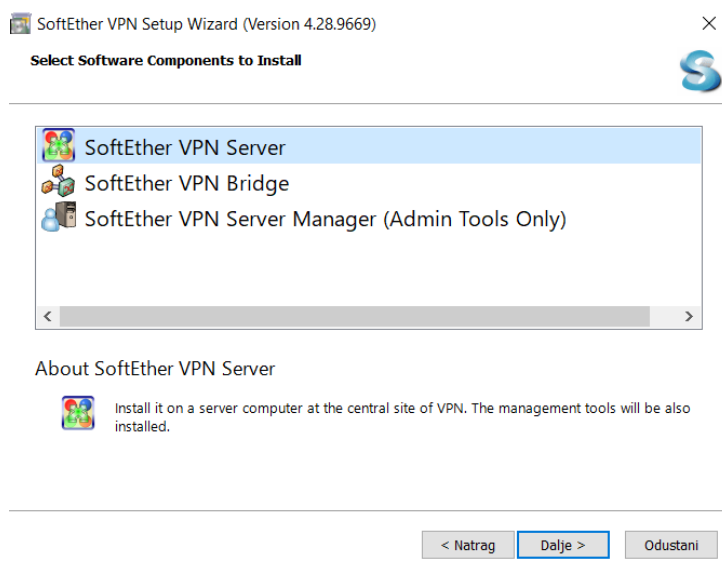 SoftEther VPN Setup Wizard (Version 4.28.9669)
Select Software Components to Install
SoftEther VPN Server
SoftEther VPN Bridge
SoftEther VPN Server Manager (Admin Tools Only)
About SoftEther VPN Server
Install it on a server computer at the central site of VPN. The management tools will be also
installed.
< Natrag
Dalje >
Odustani